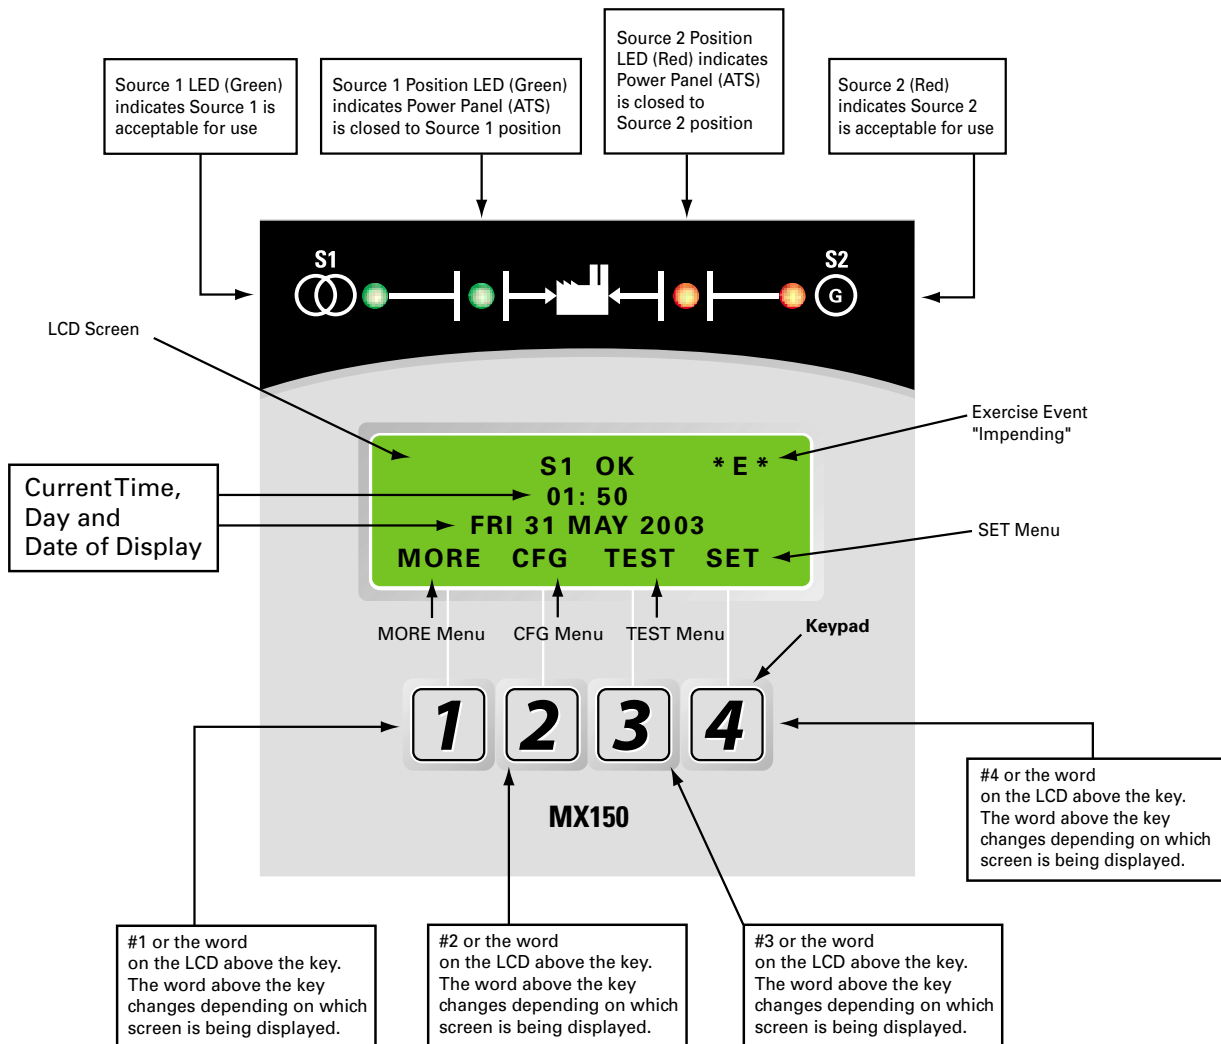 Source 1 LED (Green)
indicates Source 1 is
acceptable for use
Source 1 Position LED (Green)
indicates Power Panel (ATS)
is closed to Source 1 position
Source 2 Position
LED (Red) indicates
Power Panel (ATS)
is closed to
Source 2 position
Source 2 (Red)
indicates Source 2
is acceptable for use
S1
S2
G
LCD Screen
Exercise Event
"Impending"
S1 OK *E*
01: 50
FRI 31 MAY 2003
MORE CFG TEST SET
Current Time,
Day and
Date of Display
SET Menu
MORE Menu
CFG Menu
TEST Menu
Keypad
1 2 3 4
MX150
#4 or the word
on the LCD above the key.
The word above the key
changes depending on which
screen is being displayed.
#1 or the word
on the LCD above the key.
The word above the key
changes depending on which
screen is being displayed.
#2 or the word
on the LCD above the key.
The word above the key
changes depending on which
screen is being displayed.
#3 or the word
on the LCD above the key.
The word above the key
changes depending on which
screen is being displayed.